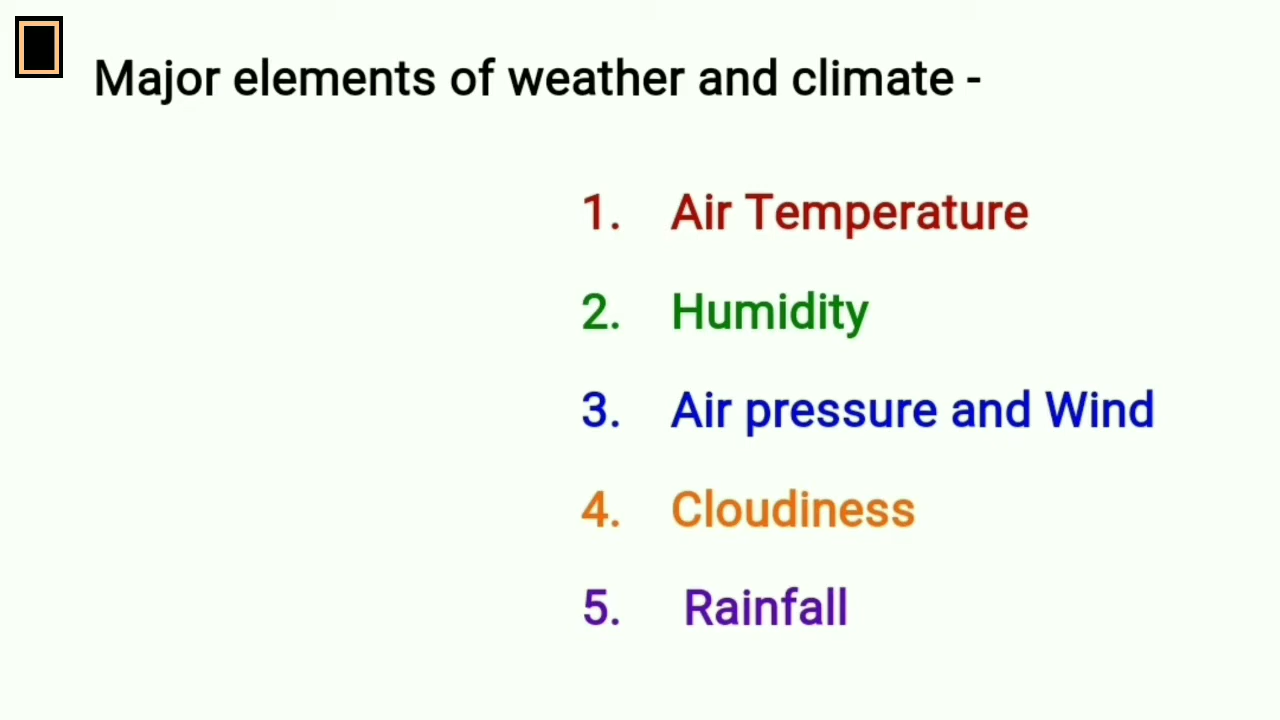 Major elements of weather and climate -
1. Air Temperature
2. Humidity
3. Air pressure and Wind
4. Cloudiness
5. Rainfall